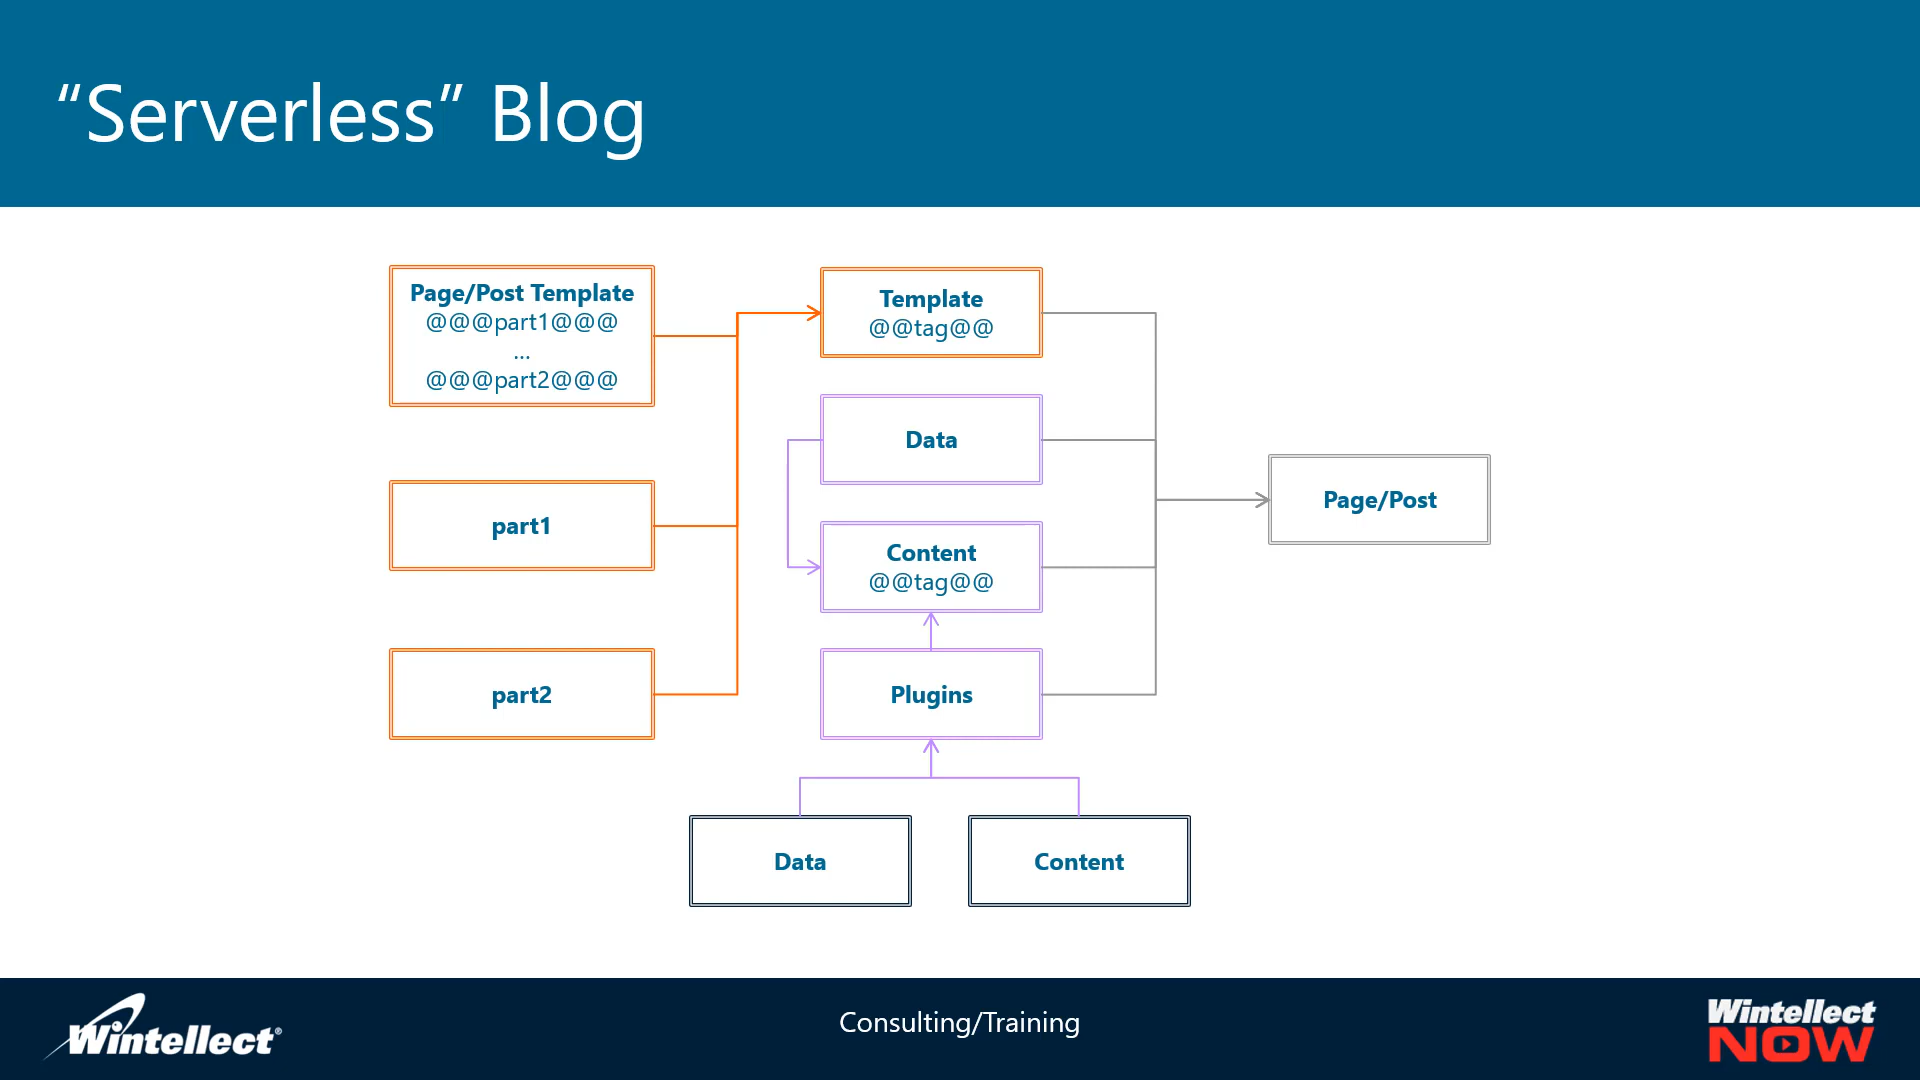 “Serverless” Blog
Page/Post Template
@@@part1@@@
...
@@@part2@@@
part1
part2
Template
@@tag@@
Data
Content
@@tag@@
Plugins
Data
Content
Page/Post
Wintellect®
Consulting/Training
Wintellect
NOW